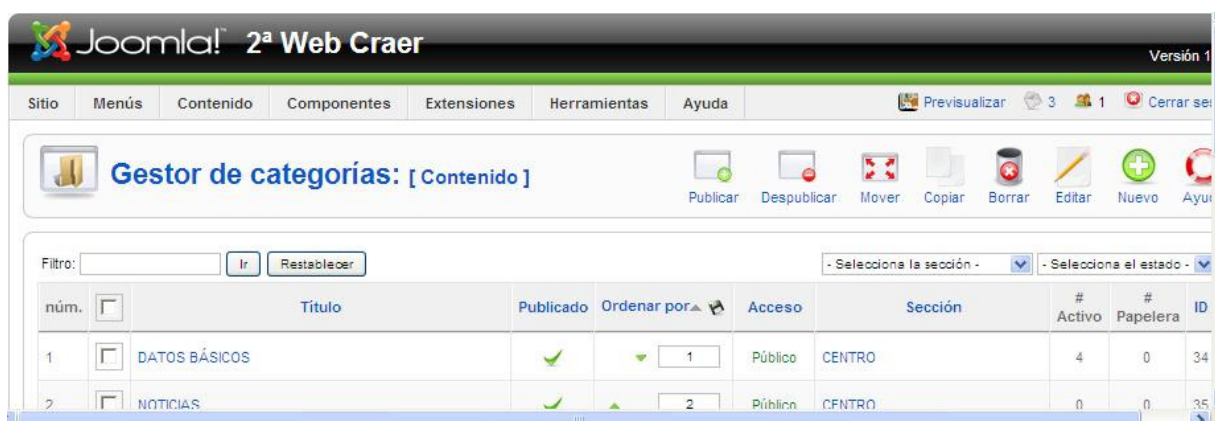 Joomla! 2ª Web Craer
Versión 1
Sitio Menús Contenido Componentes Extensiones Herramientas Ayuda Previsualizar 3 1 Cerrar ses
Gestor de categorías: [ Contenido ]
Publicar Despublicar Mover Copiar Borrar Editar Nuevo Ayu
Filtro: Ir Restablecer - Selecciona la sección - - Selecciona el estado -
núm. Título Publicado Ordenar por Acceso Sección # Activo # Papelera ID
1 DATOS BÁSICOS 1 Público CENTRO 4 0 34
2 NOTICIAS 2 Público CENTRO 0 0 35